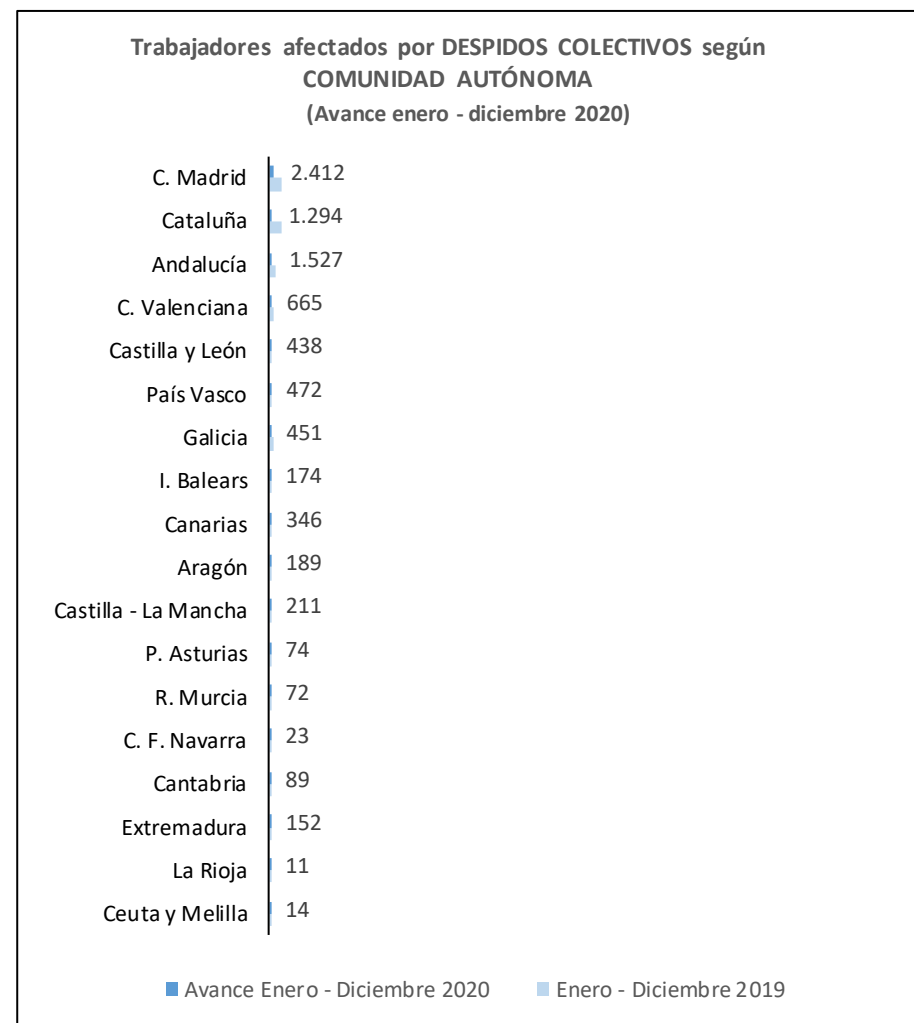 Trabajadores afectados por DESPIDOS COLECTIVOS según
COMUNIDAD AUTÓNOMA
(Avance enero - diciembre 2020)
C. Madrid 2.412
Cataluña 1.294
Andalucía 1.527
C. Valenciana 665
Castilla y León 438
País Vasco 472
Galicia 451
I. Balears 174
Canarias 346
Aragón 189
Castilla - La Mancha 211
P. Asturias 74
R. Murcia 72
C. F. Navarra 23
Cantabria 89
Extremadura 152
La Rioja 11
Ceuta y Melilla 14
Avance Enero - Diciembre 2020 Enero - Diciembre 2019